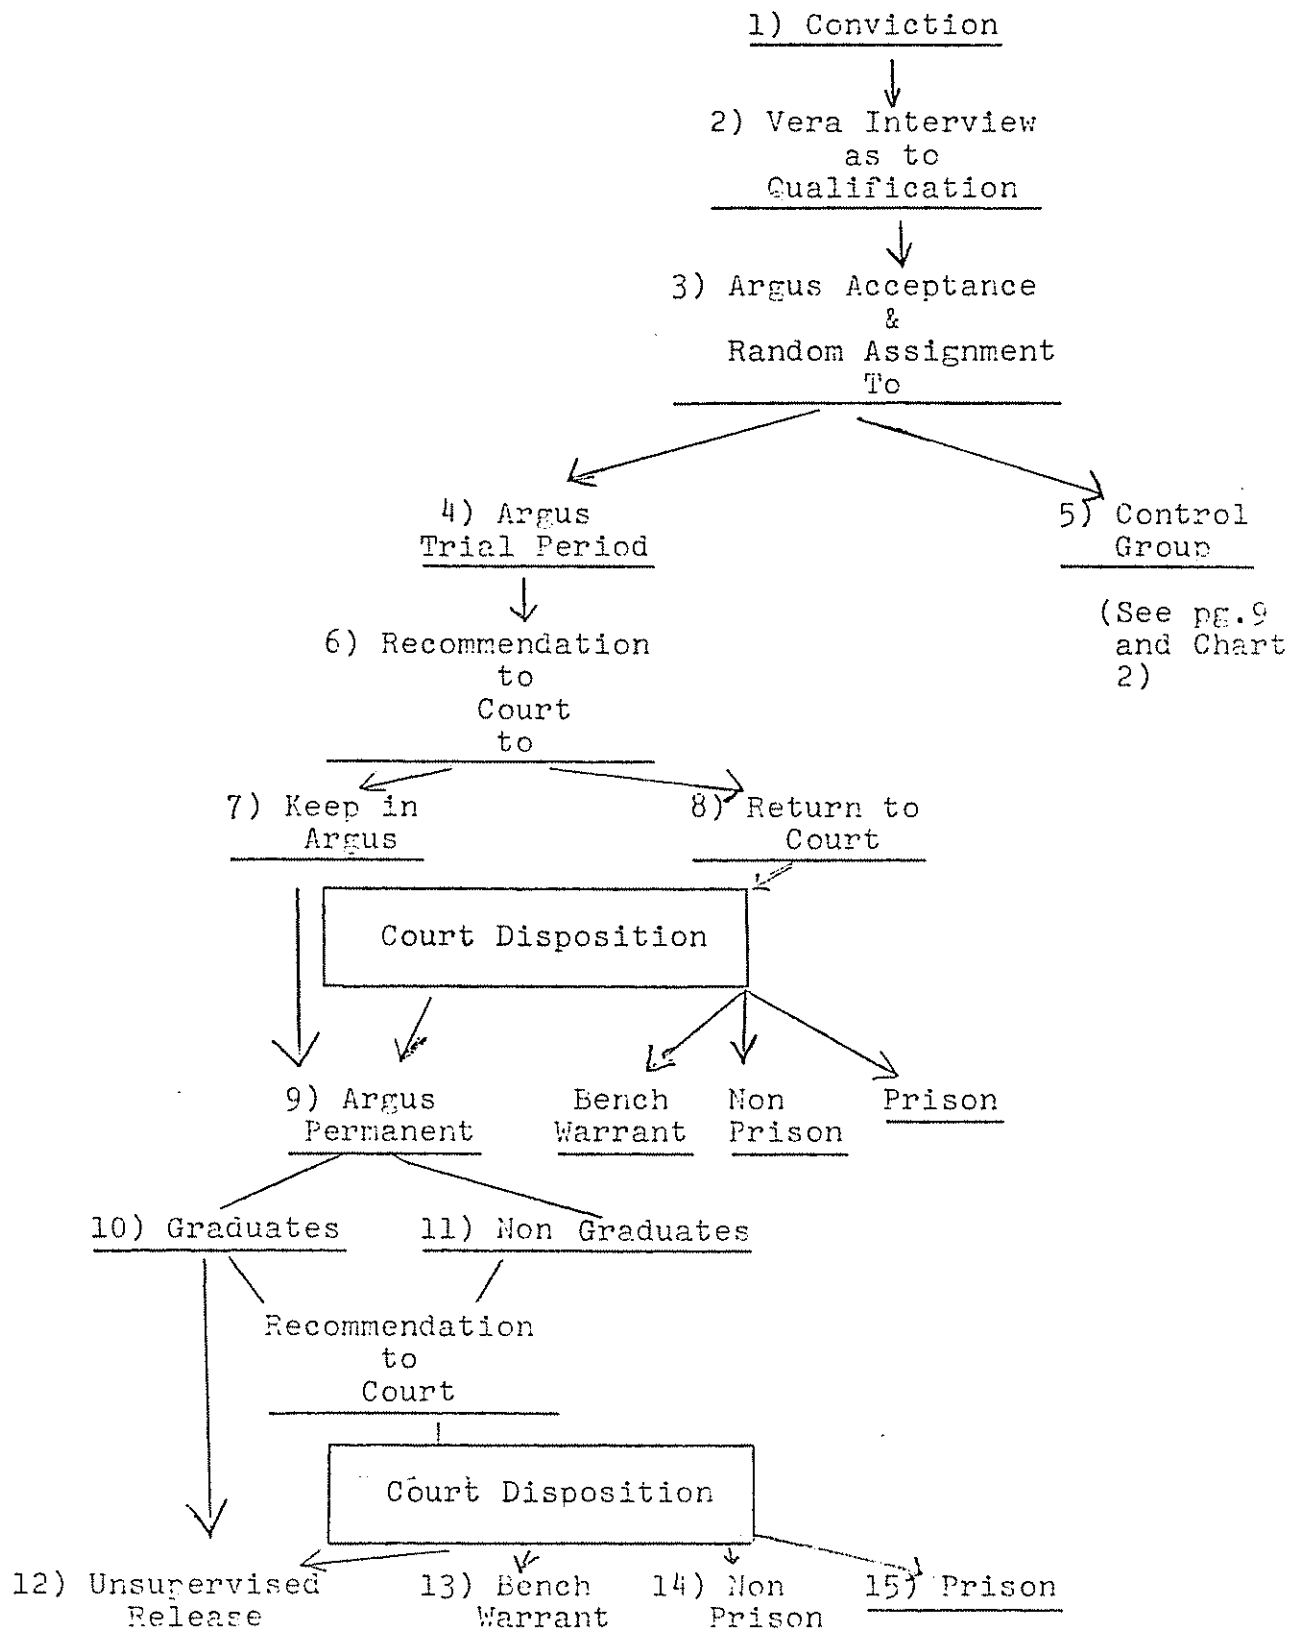 1) Conviction
2) Vera Interview
as to
Qualification
3) Argus Acceptance
&
Random Assignment
To
4) Argus
Trial Period
5) Control
Group
(See pg.9
and Chart
2)
6) Recommendation
to
Court
to
7) Keep in
Argus
8) Return to
Court
Court Disposition
9) Argus
Permanent
Bench
Warrant
Non
Prison
Prison
10) Graduates
11) Non Graduates
Recommendation
to
Court
Court Disposition
12) Unsupervised
Release
13) Bench
Warrant
14) Non
Prison
15) Prison